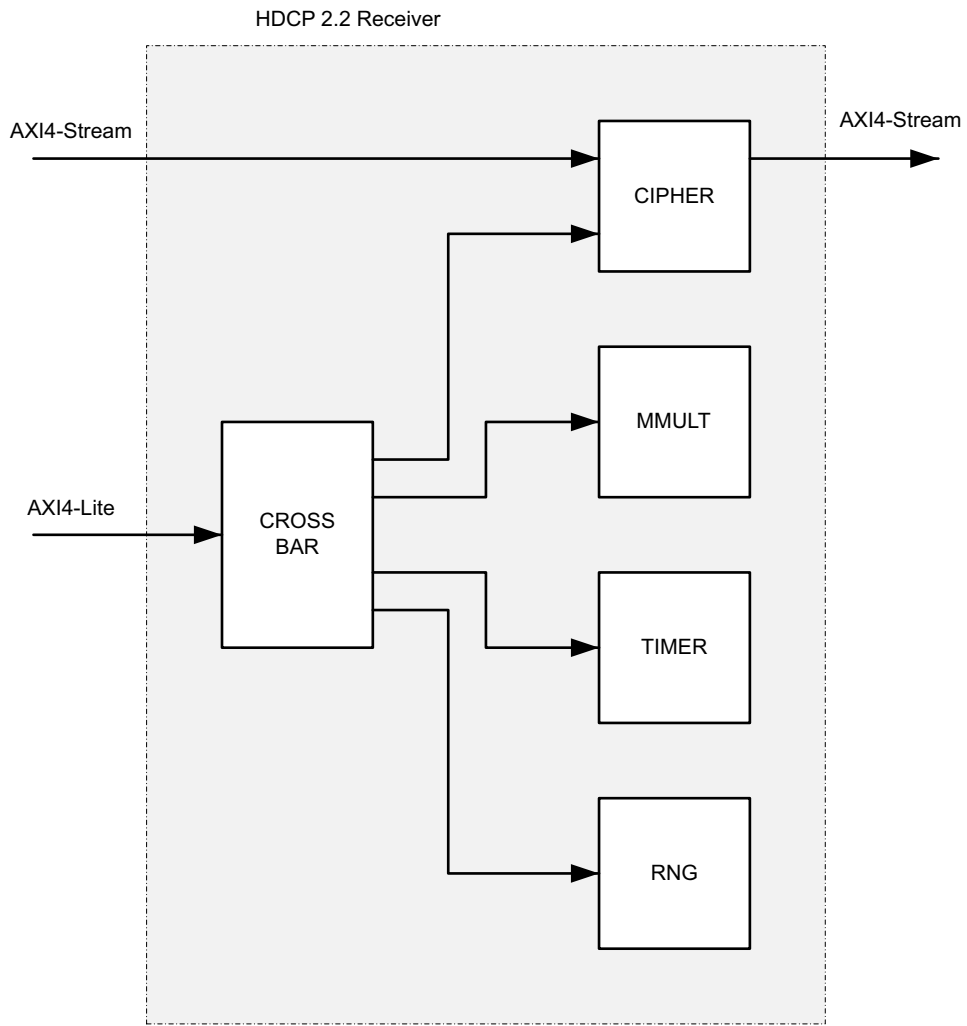 HDCP 2.2 Receiver
AXI4-Stream
AXI4-Stream
CIPHER
MMULT
AXI4-Lite
CROSS
BAR
TIMER
RNG